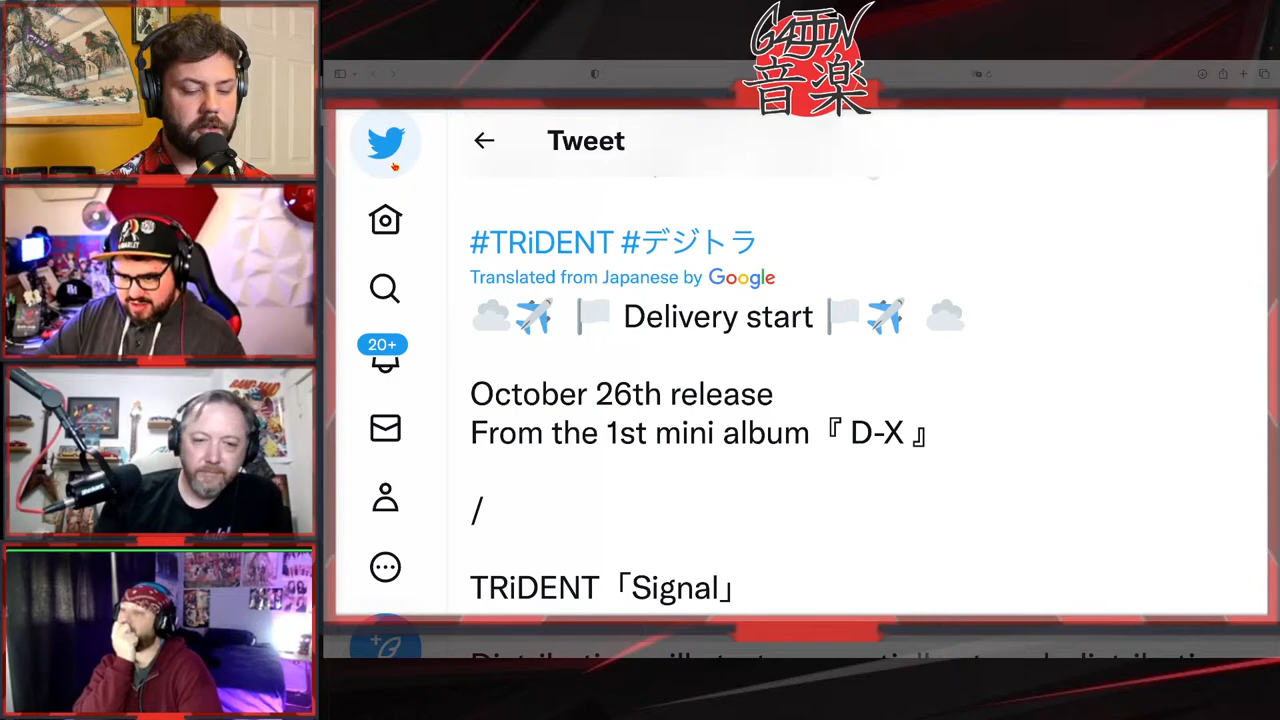 音楽
Tweet
#TRiDENT #デジトラ
Translated from Japanese by Google
Delivery start
20+
October 26th release
From the 1st mini album『 D-X 』
/
TRiDENT「Signal」